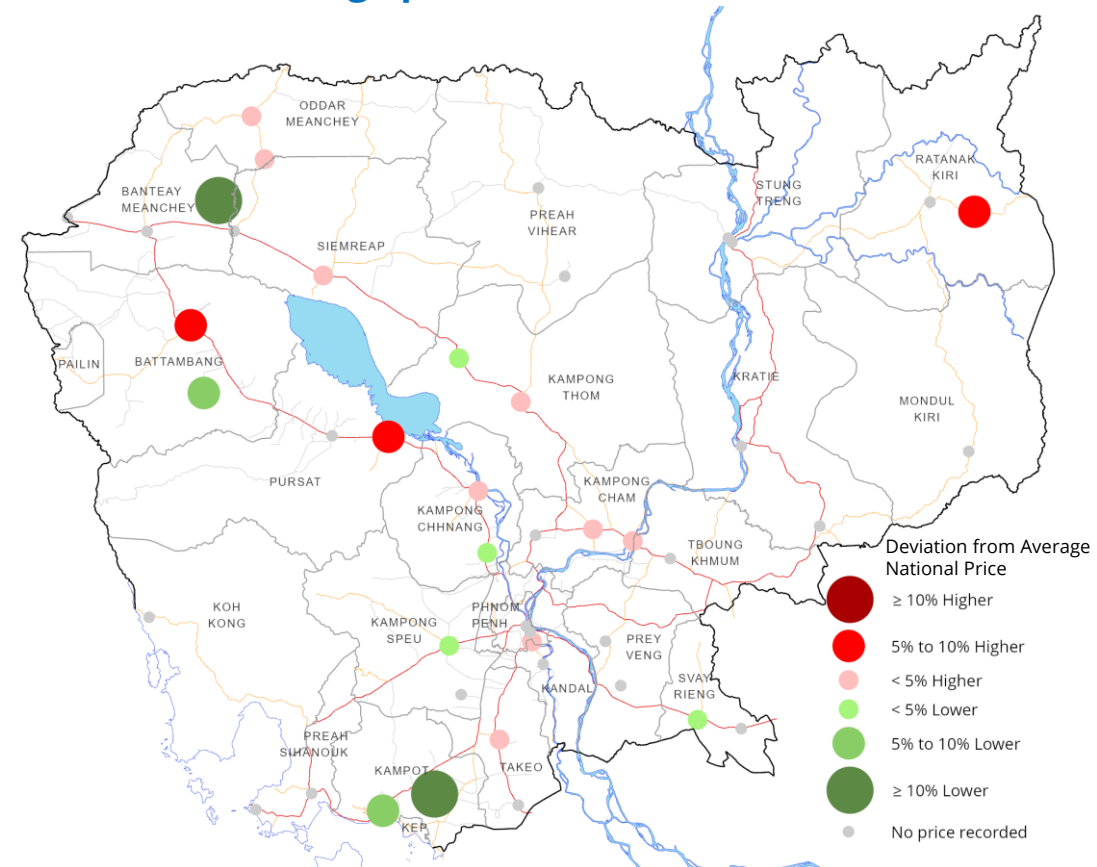 ODDAR
MEANCHEY
BANTEAY
MEANCHEY
SIEMREAP
PREAH
VIHEAR
STUNG
TRENG
RATANAK
KIRI
PAILIN
BATTAMBANG
KAMPONG
THOM
KRATIE
MONDUL
KIRI
PURSAT
KAMPONG
CHHNANG
KAMPONG
CHAM
TBOUNG
KHMUM
KOH
KONG
KAMPONG
SPEU
PHNOM
PENH
PREY
VENG
KANDAL
SVAY
RIENG
PREAH
SIHANOUK
KAMPOT
KEP
TAKEO
Deviation from Average
National Price
≥ 10% Higher
5% to 10% Higher
< 5% Higher
< 5% Lower
5% to 10% Lower
≥ 10% Lower
No price recorded